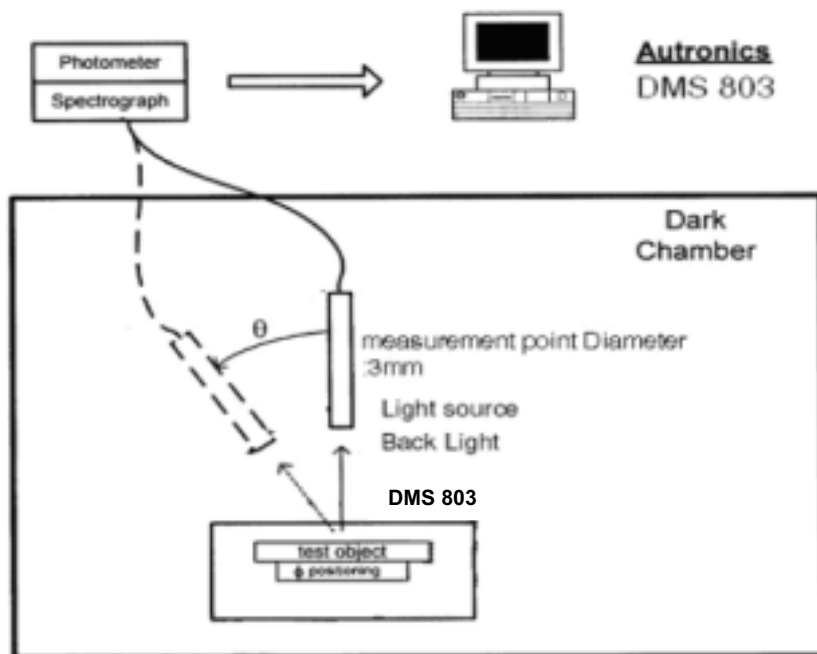 Photometer
Spectrograph
Autronics
DMS 803
Dark
Chamber
θ
measurement point Diameter
:3mm
Light source
Back Light
DMS 803
test object
ϕ positioning